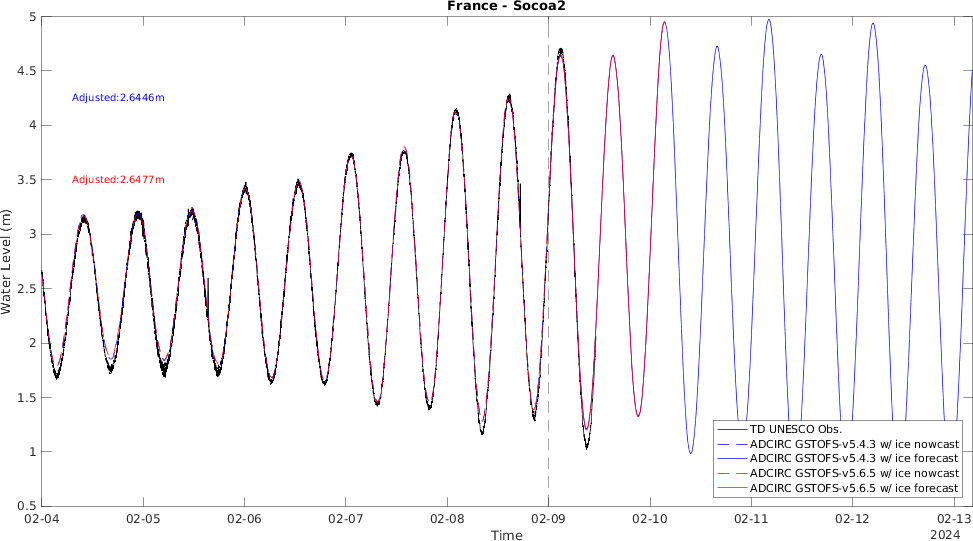 France - Socoa2
5
4.5
4
3.5
3
2.5
2
1.5
1
0.5
Water Level (m)
Adjusted:2.6446m
Adjusted:2.6477m
TD UNESCO Obs.
ADCIRC GSTOFS-v5.4.3 w/ ice nowcast
ADCIRC GSTOFS-v5.4.3 w/ ice forecast
ADCIRC GSTOFS-v5.6.5 w/ ice nowcast
ADCIRC GSTOFS-v5.6.5 w/ ice forecast
02-04 02-05 02-06 02-07 02-08 02-09 02-10 02-11 02-12 02-13
Time
2024